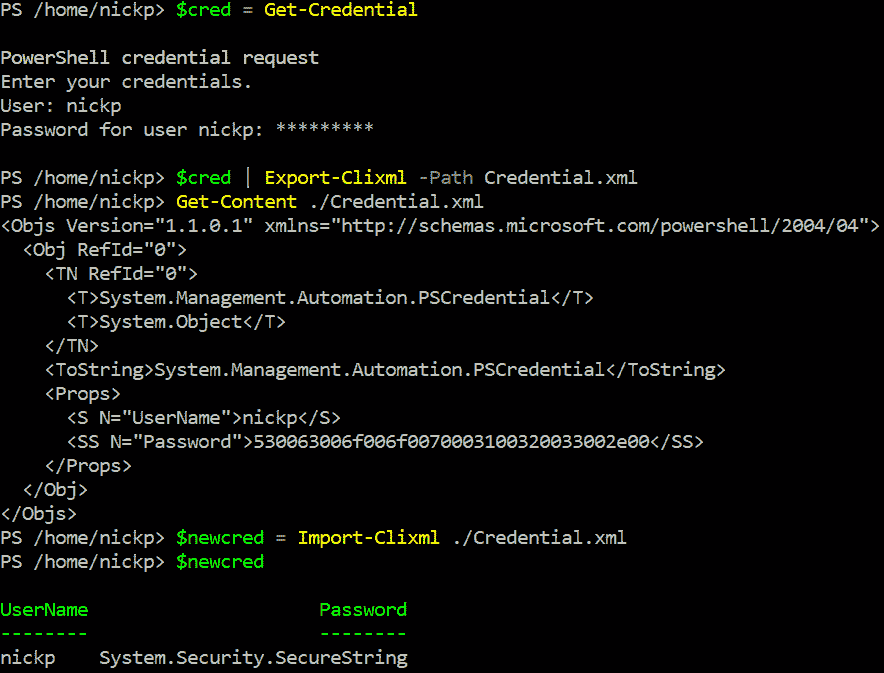 PS /home/nickp> $cred = Get-Credential
PowerShell credential request
Enter your credentials.
User: nickp
Password for user nickp: *********
PS /home/nickp> $cred | Export-Clixml -Path Credential.xml
PS /home/nickp> Get-Content ./Credential.xml
<Objs Version="1.1.0.1" xmlns="http://schemas.microsoft.com/powershell/2004/04">
  <Obj RefId="0">
    <TN RefId="0">
      <T>System.Management.Automation.PSCredential</T>
      <T>System.Object</T>
    </TN>
    <ToString>System.Management.Automation.PSCredential</ToString>
    <Props>
      <S N="UserName">nickp</S>
      <SS N="Password">530063006f006f0070003100320033002e00</SS>
    </Props>
  </Obj>
</Objs>
PS /home/nickp> $newcred = Import-Clixml ./Credential.xml
PS /home/nickp> $newcred
UserName                     Password
--------                     --------
nickp    System.Security.SecureString